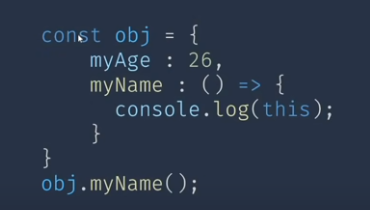 const obj = {
myAge : 26,
myName : () => {
console.log(this);
}
}
obj.myName();